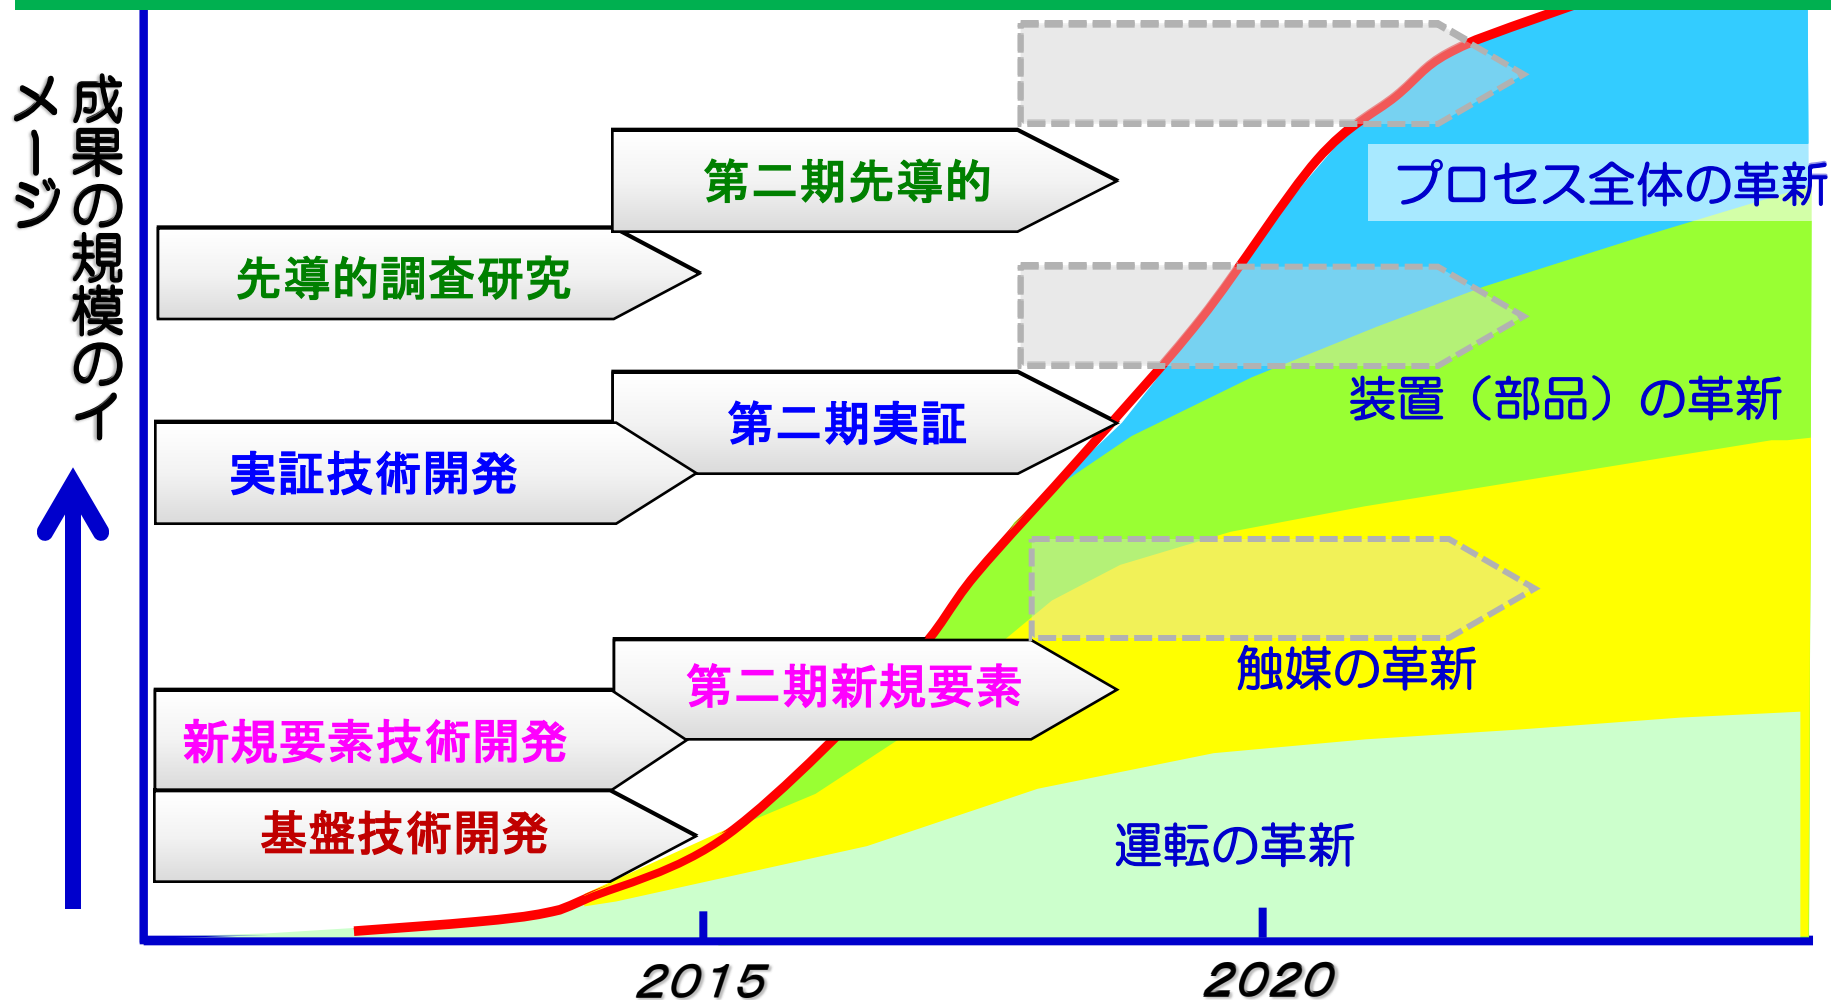 成果の規模のイ
メージ
第二期先導的
先導的調査研究
プロセス全体の革新
装置（部品）の革新
第二期実証
実証技術開発
触媒の革新
第二期新規要素
新規要素技術開発
基盤技術開発
運転の革新
2015
2020